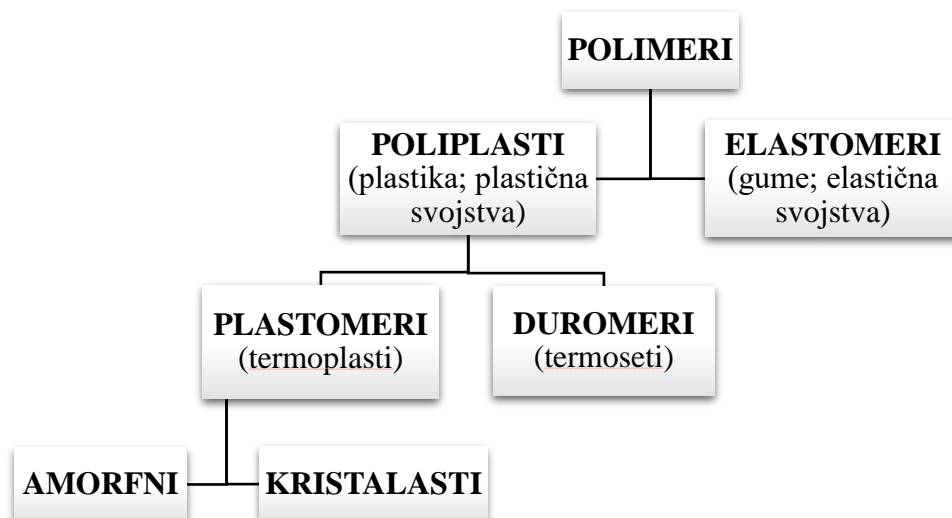 POLIMERI
POLIPLASTI
(plastika; plastična
svojstva)
ELASTOMERI
(gume; elastična
svojstva)
PLASTOMERI
(termoplasti)
DUROMERI
(termoseti)
AMORFNI
KRISTALASTI